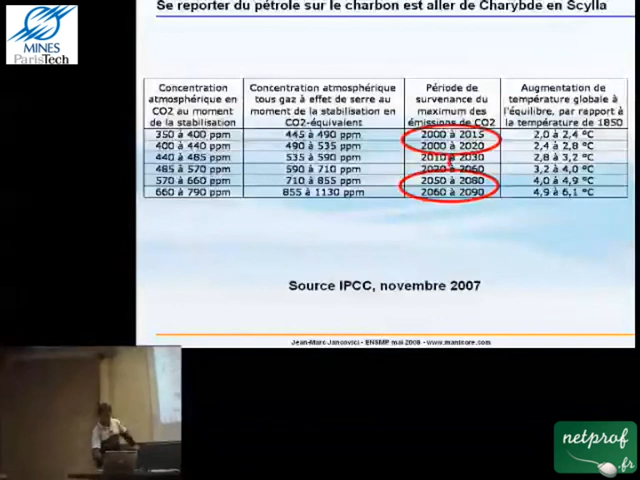 Se reporter du pétrole sur le charbon est aller de Charybde en Scylla
MINES
ParisTech
Concentration atmosphérique en CO2 au moment de la stabilisation
Concentration atmosphérique tous gaz à effet de serre au moment de la stabilisation en CO2-équivalent
Période de survenance du maximum des émissions de CO2
Augmentation de température globale à l'équilibre, par rapport à la température de 1850
350 à 400 ppm 445 à 490 ppm 2000 à 2015 2,0 à 2,4 °C
400 à 440 ppm 490 à 535 ppm 2000 à 2020 2,4 à 2,8 °C
440 à 485 ppm 535 à 590 ppm 2010 à 2030 2,8 à 3,2 °C
485 à 570 ppm 590 à 710 ppm 2020 à 2060 3,2 à 4,0 °C
570 à 660 ppm 710 à 855 ppm 2050 à 2080 4,0 à 4,9 °C
660 à 790 ppm 855 à 1130 ppm 2060 à 2090 4,9 à 6,1 °C
Source IPCC, novembre 2007
Jean-Marc Jancovici - ENSMP mai 2008 - www.manicore.com
netprof
.fr